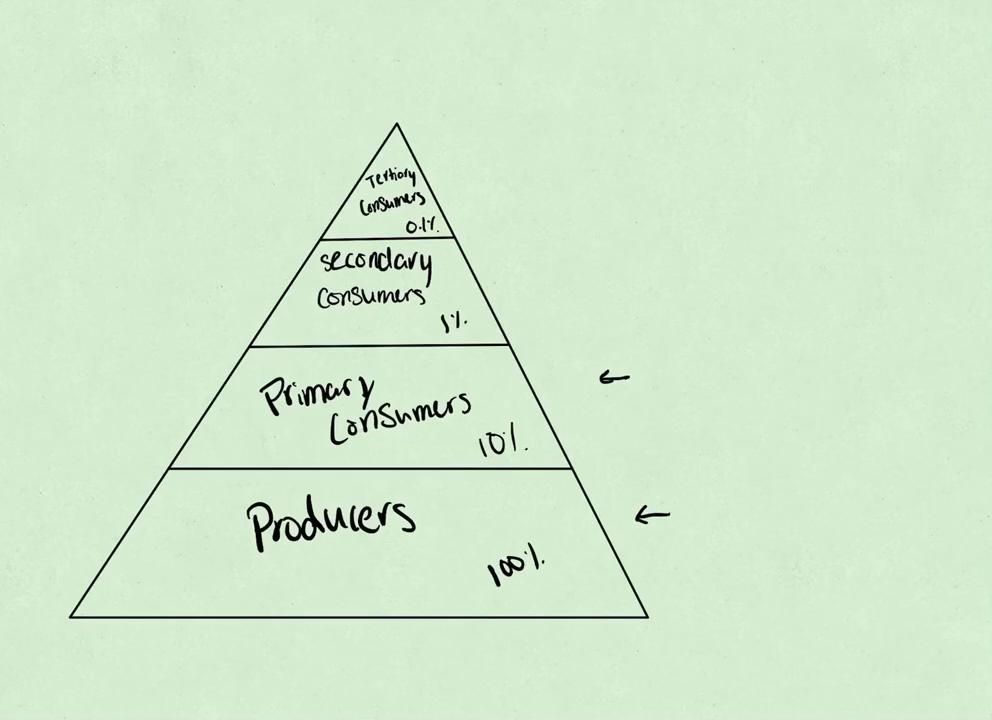 Tertiary
Consumers
0.1%
secondary
Consumers
1%
Primary
Consumers
10%
Producers
100%